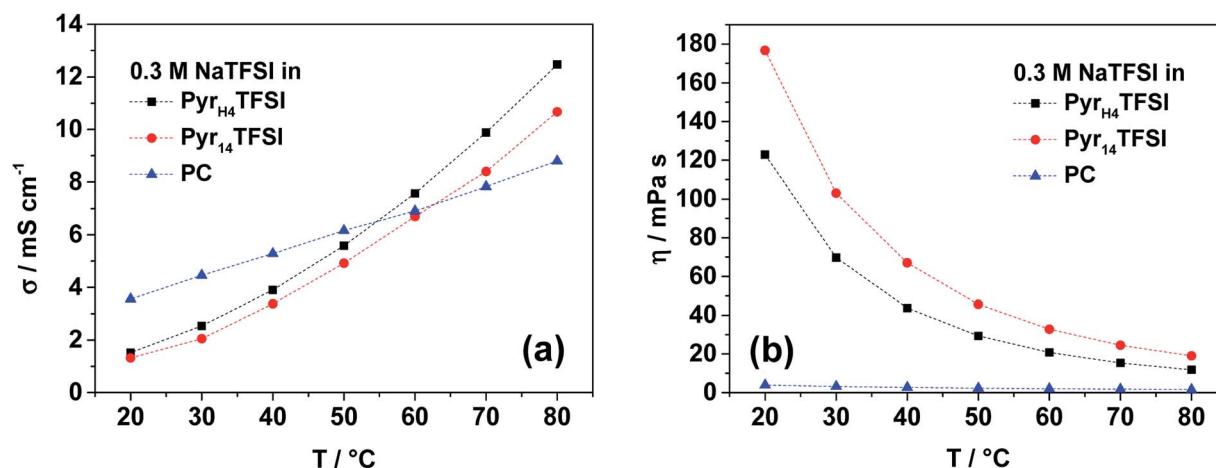 σ / mS cm⁻¹
14
12
10
8
6
4
2
0
0.3 M NaTFSI in
Pyr_H4TFSI
Pyr_14TFSI
PC
(a)
20 30 40 50 60 70 80
T / °C
η / mPa s
180
160
140
120
100
80
60
40
20
0
0.3 M NaTFSI in
Pyr_H4TFSI
Pyr_14TFSI
PC
(b)
20 30 40 50 60 70 80
T / °C